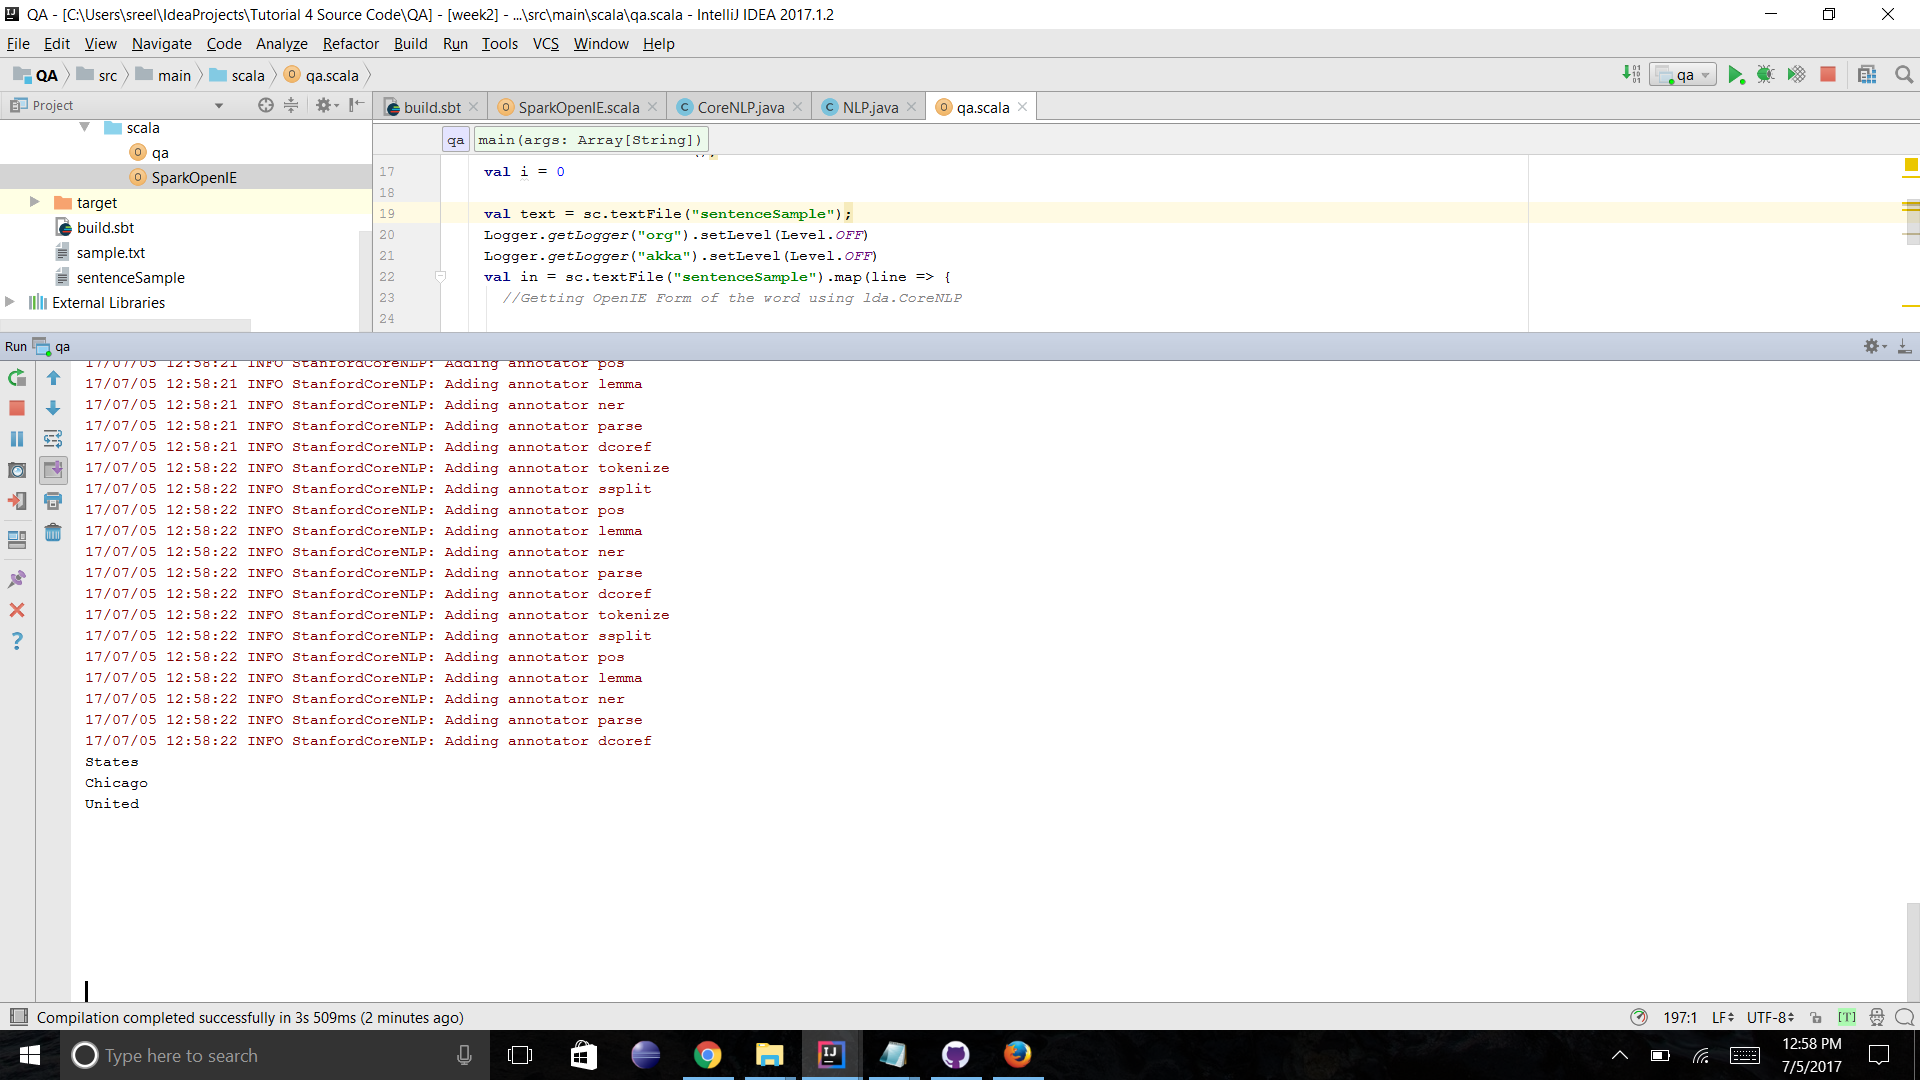 QA - [C:\Users\sreel\IdeaProjects\Tutorial 4 Source Code\QA] - [week2] - ...\src\main\scala\qa.scala - IntelliJ IDEA 2017.1.2
File Edit View Navigate Code Analyze Refactor Build Run Tools VCS Window Help
QA src main scala qa.scala qa
Project build.sbt SparkOpenIE.scala CoreNLP.java NLP.java qa.scala
scala
qa
SparkOpenIE
target
build.sbt
sample.txt
sentenceSample
External Libraries
qa main(args: Array[String])
17 val i = 0
18
19 val text = sc.textFile("sentenceSample");
20 Logger.getLogger("org").setLevel(Level.OFF)
21 Logger.getLogger("akka").setLevel(Level.OFF)
22 val in = sc.textFile("sentenceSample").map(line => {
23 //Getting OpenIE Form of the word using lda.CoreNLP
24
Run qa
17/07/05 12:58:21 INFO StanfordCoreNLP: Adding annotator pos
17/07/05 12:58:21 INFO StanfordCoreNLP: Adding annotator lemma
17/07/05 12:58:21 INFO StanfordCoreNLP: Adding annotator ner
17/07/05 12:58:21 INFO StanfordCoreNLP: Adding annotator parse
17/07/05 12:58:21 INFO StanfordCoreNLP: Adding annotator dcoref
17/07/05 12:58:22 INFO StanfordCoreNLP: Adding annotator tokenize
17/07/05 12:58:22 INFO StanfordCoreNLP: Adding annotator ssplit
17/07/05 12:58:22 INFO StanfordCoreNLP: Adding annotator pos
17/07/05 12:58:22 INFO StanfordCoreNLP: Adding annotator lemma
17/07/05 12:58:22 INFO StanfordCoreNLP: Adding annotator ner
17/07/05 12:58:22 INFO StanfordCoreNLP: Adding annotator parse
17/07/05 12:58:22 INFO StanfordCoreNLP: Adding annotator dcoref
17/07/05 12:58:22 INFO StanfordCoreNLP: Adding annotator tokenize
17/07/05 12:58:22 INFO StanfordCoreNLP: Adding annotator ssplit
17/07/05 12:58:22 INFO StanfordCoreNLP: Adding annotator pos
17/07/05 12:58:22 INFO StanfordCoreNLP: Adding annotator lemma
17/07/05 12:58:22 INFO StanfordCoreNLP: Adding annotator ner
17/07/05 12:58:22 INFO StanfordCoreNLP: Adding annotator parse
17/07/05 12:58:22 INFO StanfordCoreNLP: Adding annotator dcoref
States
Chicago
United
Compilation completed successfully in 3s 509ms (2 minutes ago) 197:1 LF UTF-8 [T]
Type here to search
12:58 PM
7/5/2017